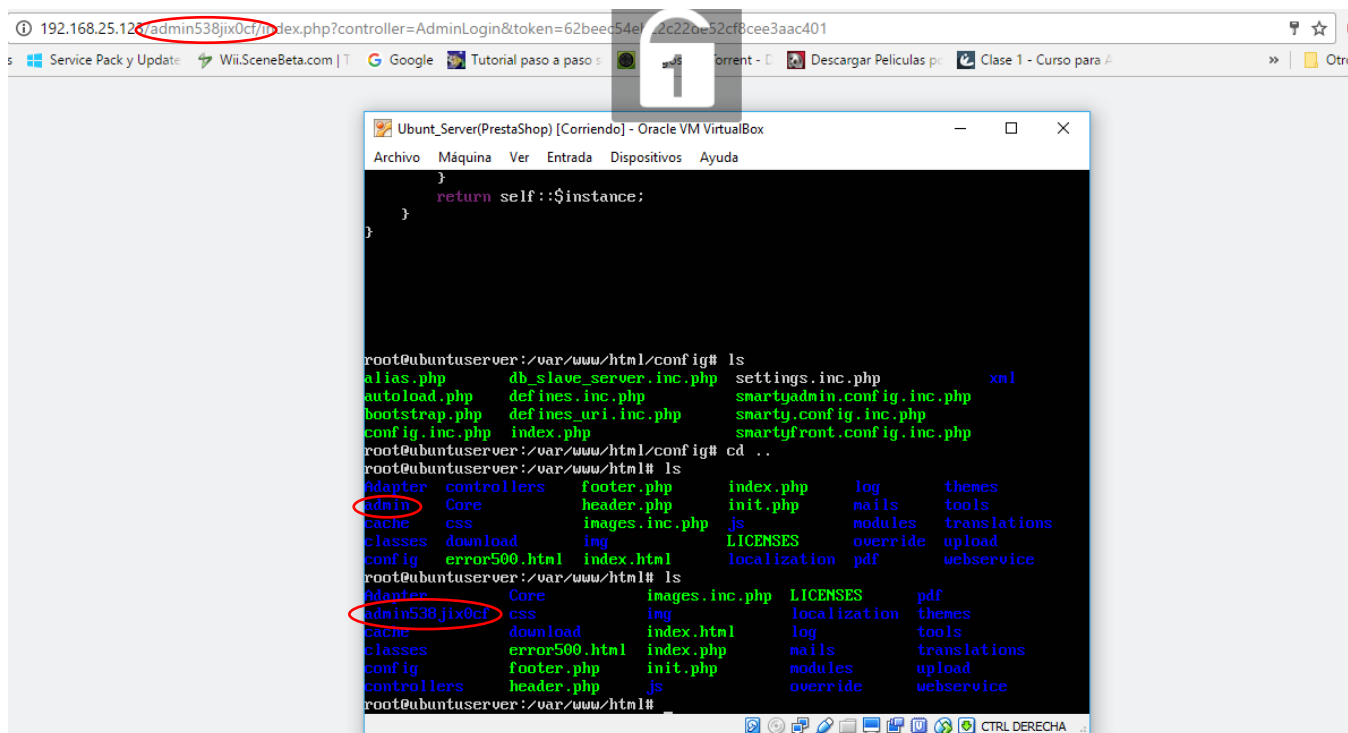 192.168.25.123/admin538jix0cf/index.php?controller=AdminLogin&token=
s Service Pack y Update Wii.SceneBeta.com | T Google Tutorial paso a paso s Torrent - D Descargar Peliculas po Clase 1 - Curso para A » Otro
1
Ubunt_Server(PrestaShop) [Corriendo] - Oracle VM VirtualBox
Archivo Máquina Ver Entrada Dispositivos Ayuda
}
return self::$instance;
}
}
root@ubuntuserver:/var/www/html/config# ls
alias.php db_slave_server.inc.php settings.inc.php xml
autoload.php defines.inc.php smartyadmin.config.inc.php
bootstrap.php defines_uri.inc.php smarty.config.inc.php
config.inc.php index.php smartyfront.config.inc.php
root@ubuntuserver:/var/www/html/config# cd ..
root@ubuntuserver:/var/www/html# ls
Adapter controllers footer.php index.php log themes
admin Core header.php init.php mails tools
cache css images.inc.php js modules translations
classes download img LICENSES override upload
config error500.html index.html localization pdf webservice
root@ubuntuserver:/var/www/html# ls
Adapter Core images.inc.php LICENSES pdf
admin538jix0cf css img localization themes
cache download index.html log tools
classes error500.html index.php mails translations
config footer.php init.php modules upload
controllers header.php js override webservice
root@ubuntuserver:/var/www/html# _
CTRL DERECHA